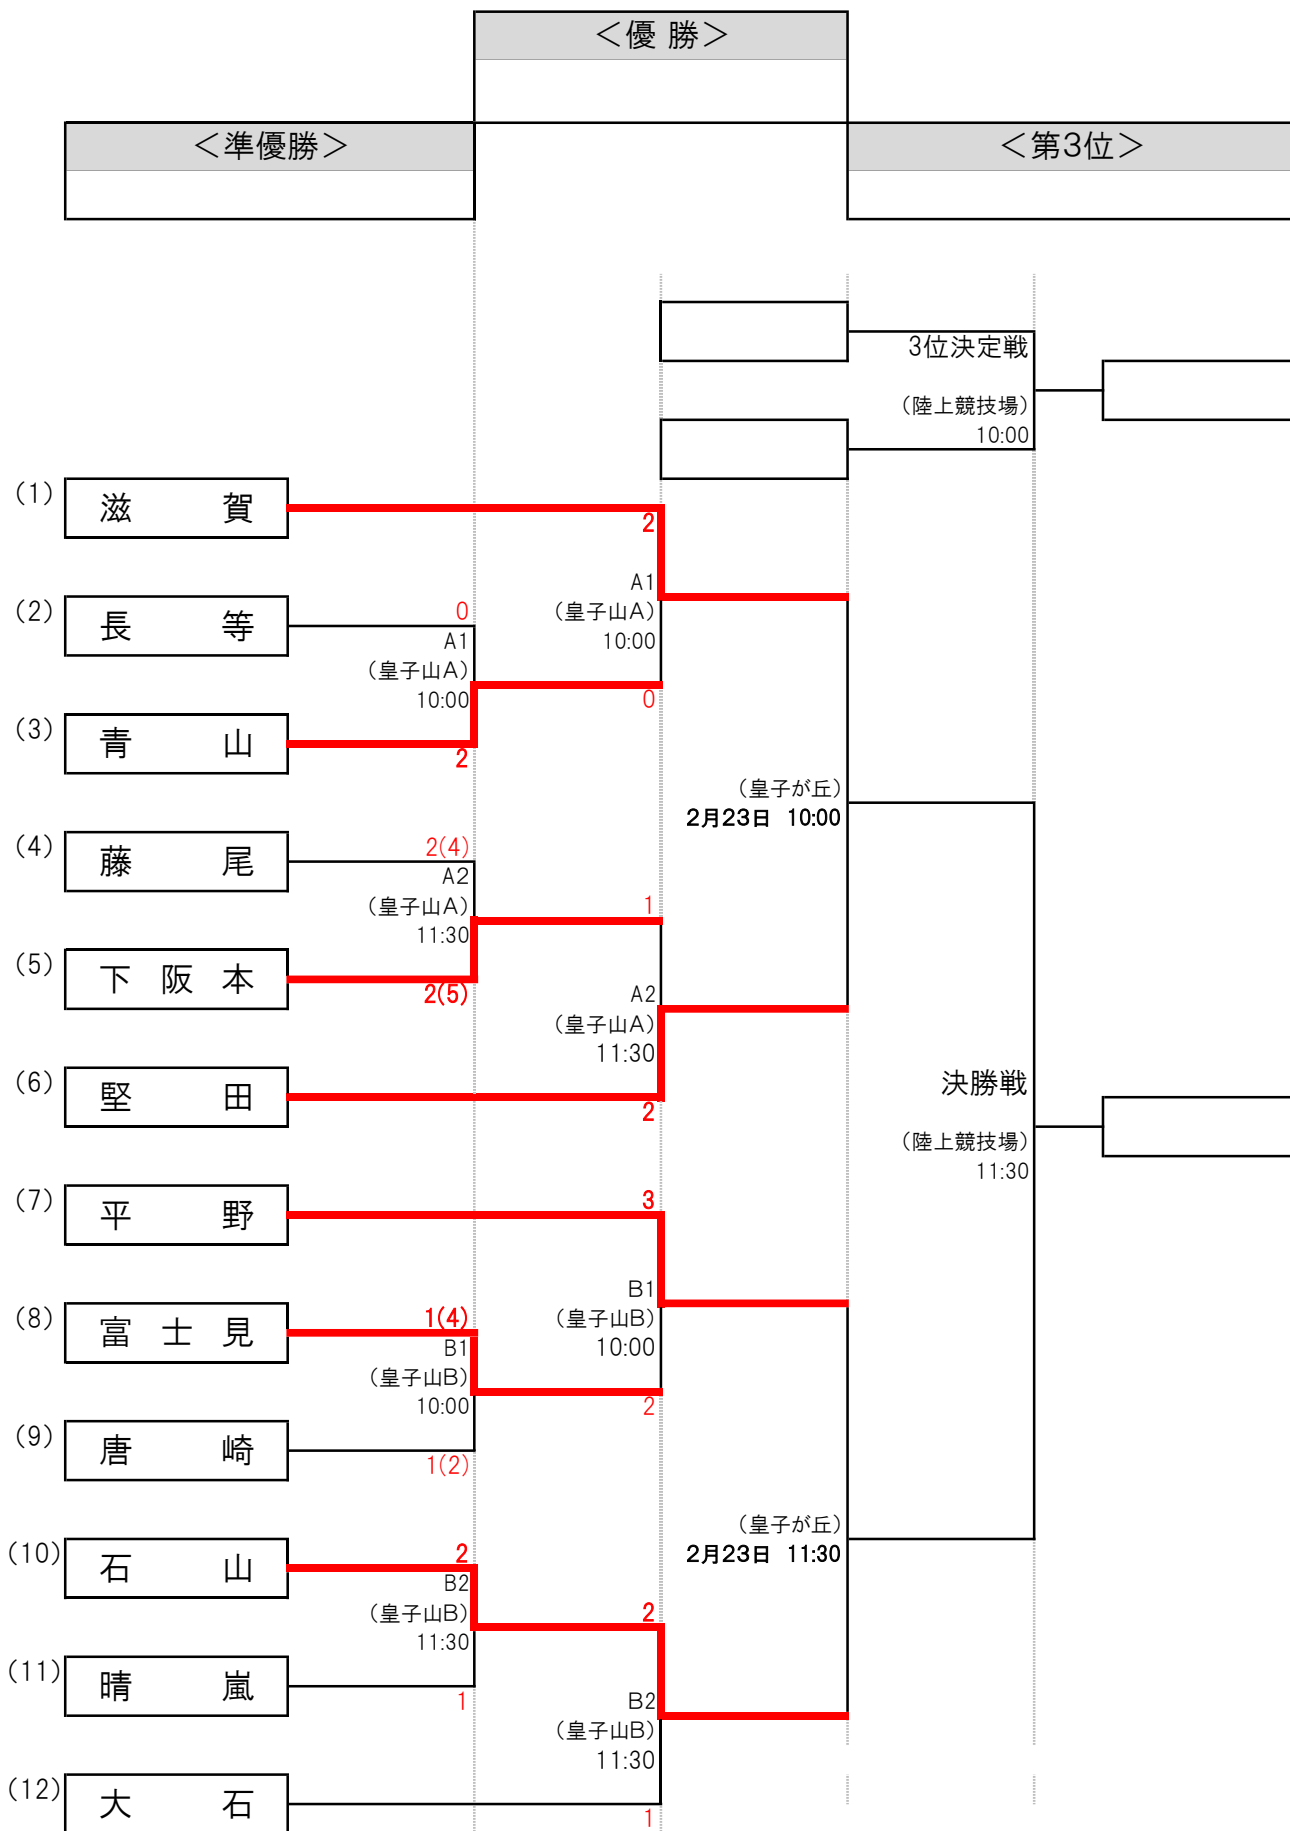 ＜優 勝＞
＜準優勝＞
＜第3位＞
3位決定戦
（陸上競技場）
10:00
(1)
滋 賀
2
A1
（皇子山A）
10:00
(2)
長 等
0
A1
（皇子山A）
10:00
0
(3)
青 山
2
（皇子が丘）
2月23日 10:00
(4)
藤 尾
2(4)
A2
（皇子山A）
11:30
1
(5)
下 阪 本
2(5)
A2
（皇子山A）
11:30
(6)
堅 田
2
決勝戦
（陸上競技場）
11:30
(7)
平 野
3
B1
（皇子山B）
10:00
(8)
富 士 見
1(4)
B1
（皇子山B）
10:00
2
(9)
唐 崎
1(2)
（皇子が丘）
2月23日 11:30
(10)
石 山
2
B2
（皇子山B）
11:30
2
(11)
晴 嵐
1
B2
（皇子山B）
11:30
(12)
大 石
1